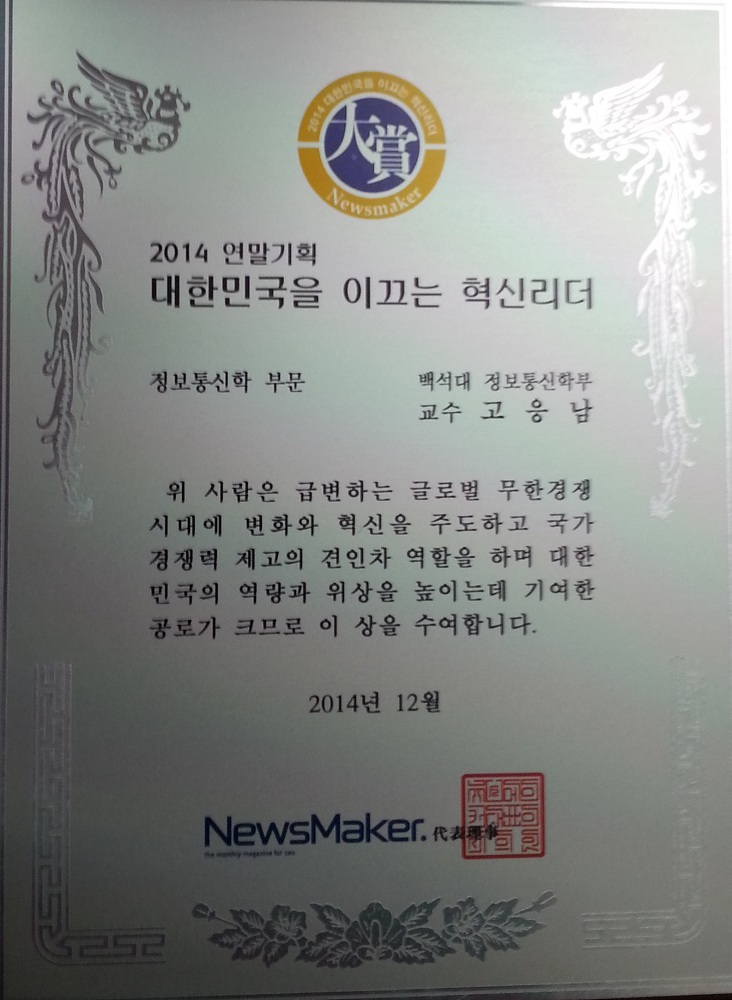 2014 대한민국을 이끄는 혁신리더
大賞
Newsmaker
2014 연말기획
대한민국을 이끄는 혁신리더
정보통신학 부문
백석대 정보통신학부
교수 고 응 남
위 사람은 급변하는 글로벌 무한경쟁
시대에 변화와 혁신을 주도하고 국가
경쟁력 제고의 견인차 역할을 하며 대한
민국의 역량과 위상을 높이는데 기여한
공로가 크므로 이 상을 수여합니다.
2014년 12월
NewsMaker. 代表理事
the monthly magazine for ceo